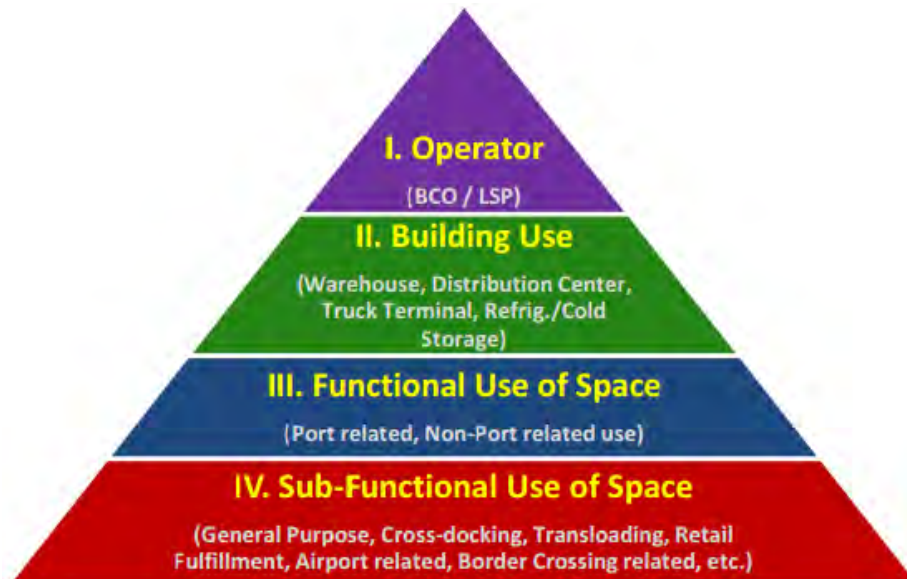 I. Operator
(BCO / LSP)
II. Building Use
(Warehouse, Distribution Center,
Truck Terminal, Refrig./Cold
Storage)
III. Functional Use of Space
(Port related, Non-Port related use)
IV. Sub-Functional Use of Space
(General Purpose, Cross-docking, Transloading, Retail
Fulfillment, Airport related, Border Crossing related, etc.)